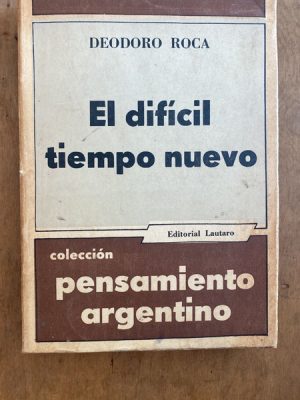 DEODORO ROCA
El difícil
tiempo nuevo
Editorial Lautaro
colección
pensamiento
argentino